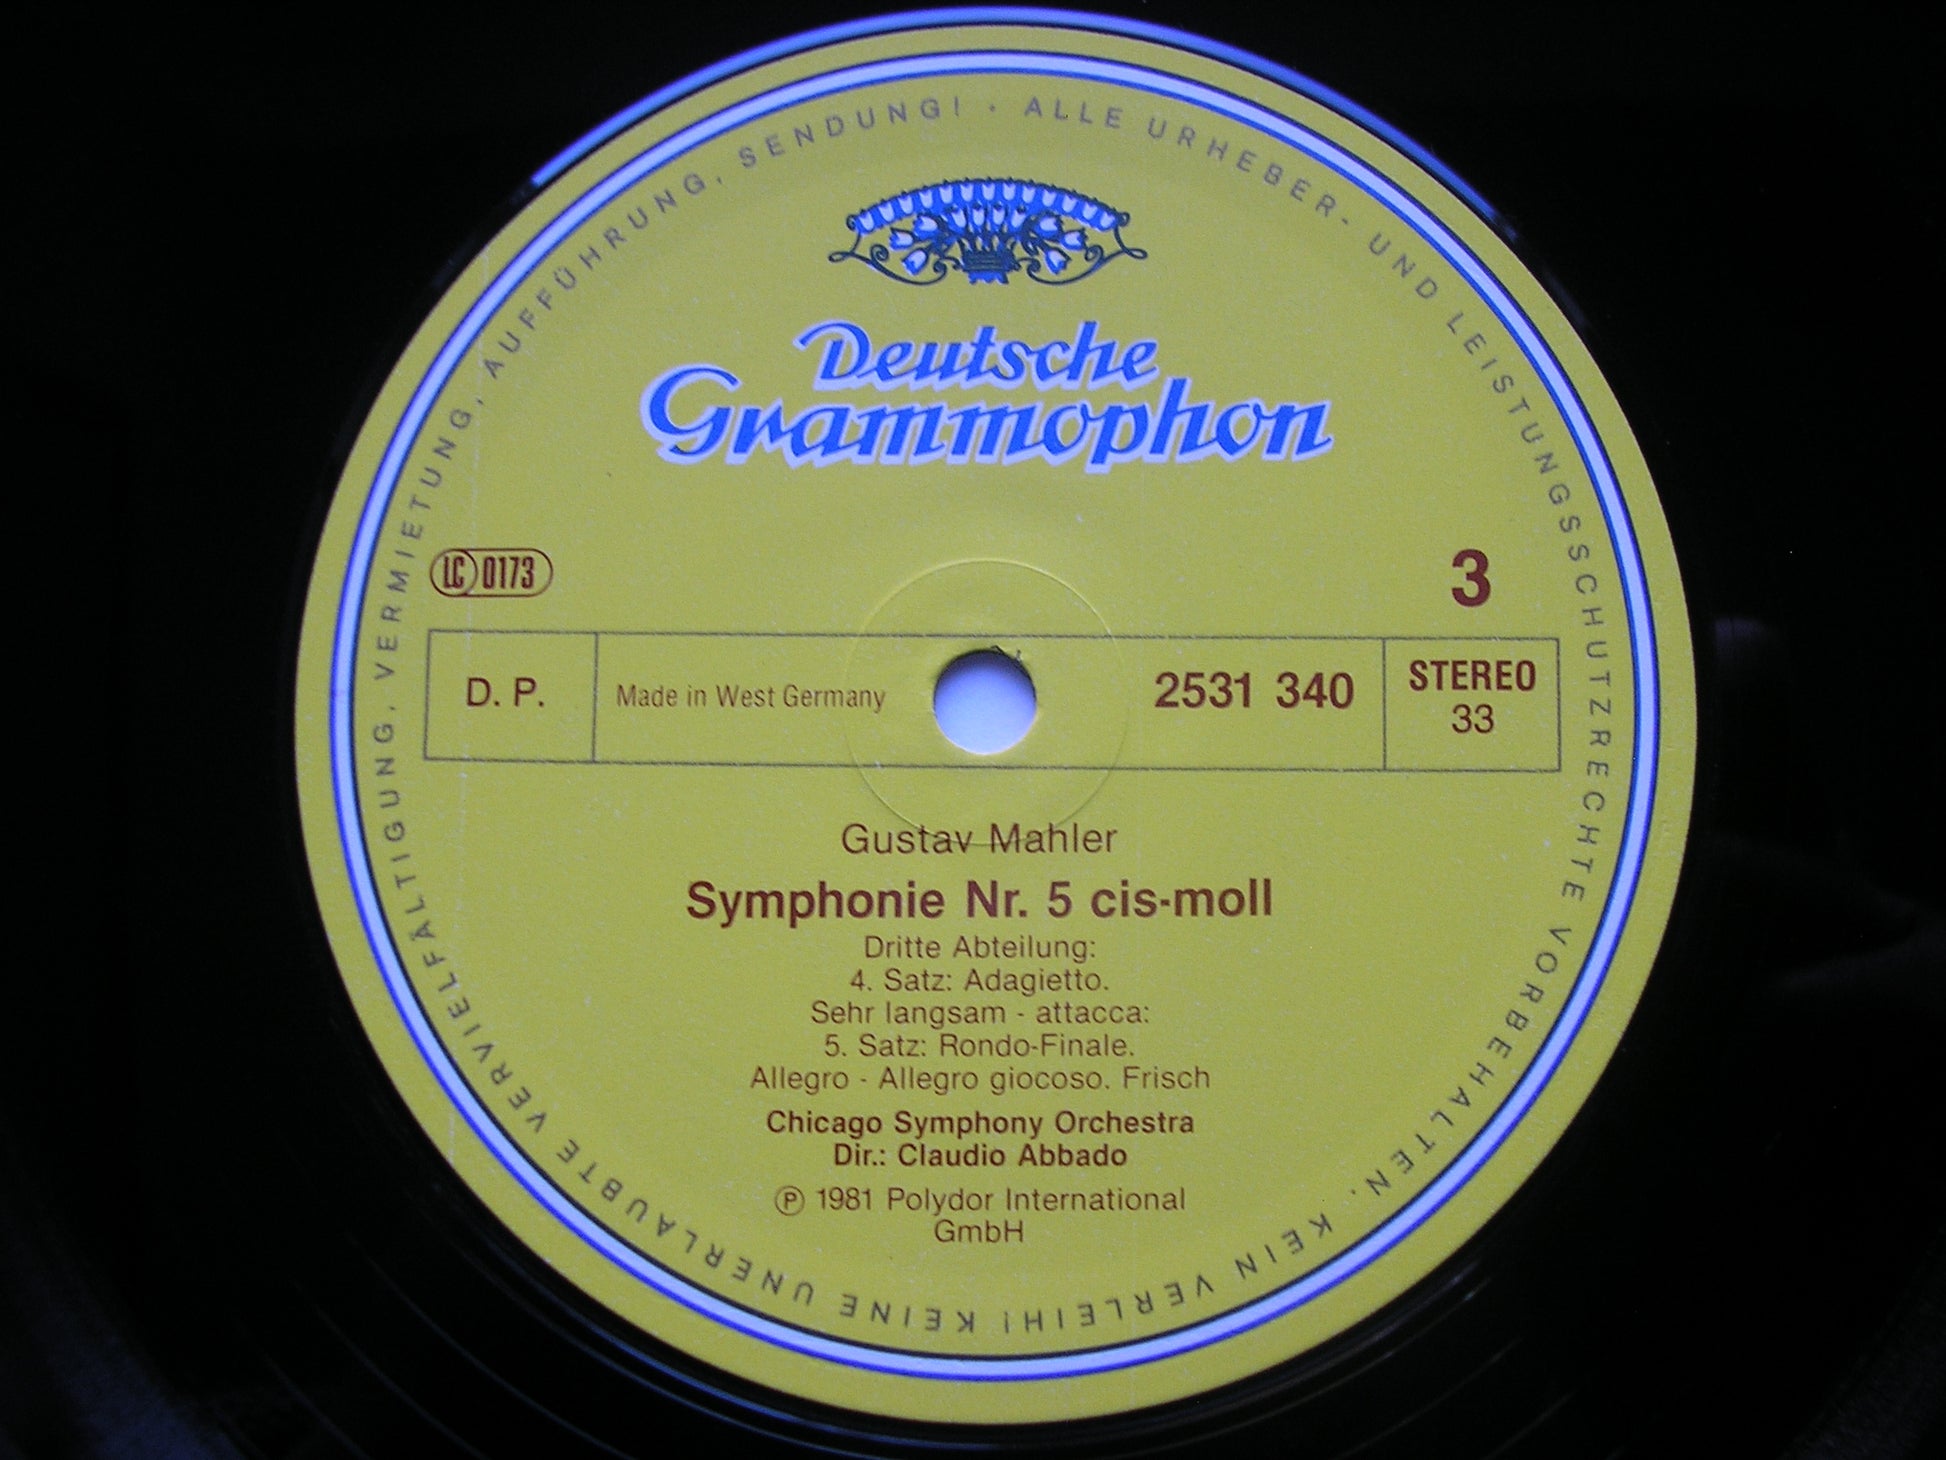 ALLE URHEBER- UND LEISTUNGSSCHUTZRECHTE VORBEHALTEN. KEIN VERLEIH! KEINE UNERLAUBTE VERVIELFÄLTIGUNG, VERMIETUNG, AUFFÜHRUNG, SENDUNG! ·
Deutsche
Grammophon
LC 0173
3
D. P.
Made in West Germany
2531 340
STEREO
33
Gustav Mahler
Symphonie Nr. 5 cis-moll
Dritte Abteilung:
4. Satz: Adagietto.
Sehr langsam - attacca:
5. Satz: Rondo-Finale.
Allegro - Allegro giocoso. Frisch
Chicago Symphony Orchestra
Dir.: Claudio Abbado
Ⓟ 1981 Polydor International
GmbH